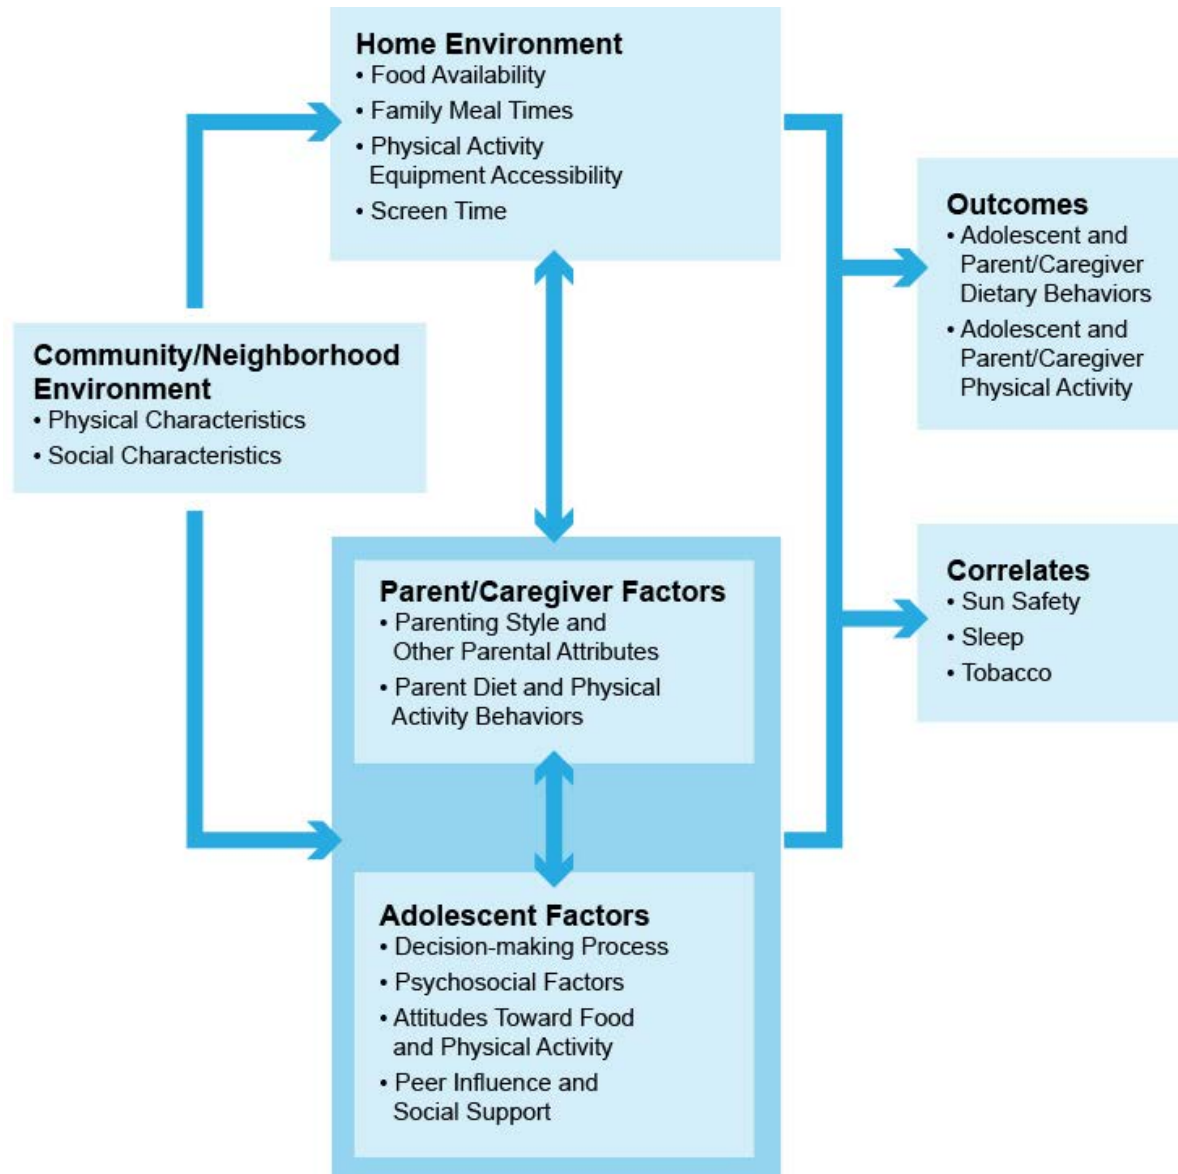 Home Environment
• Food Availability
• Family Meal Times
• Physical Activity
Equipment Accessibility
• Screen Time
Outcomes
• Adolescent and
Parent/Caregiver
Dietary Behaviors
• Adolescent and
Parent/Caregiver
Physical Activity
Community/Neighborhood
Environment
• Physical Characteristics
• Social Characteristics
Parent/Caregiver Factors
• Parenting Style and
Other Parental Attributes
• Parent Diet and Physical
Activity Behaviors
Correlates
• Sun Safety
• Sleep
• Tobacco
Adolescent Factors
• Decision-making Process
• Psychosocial Factors
• Attitudes Toward Food
and Physical Activity
• Peer Influence and
Social Support